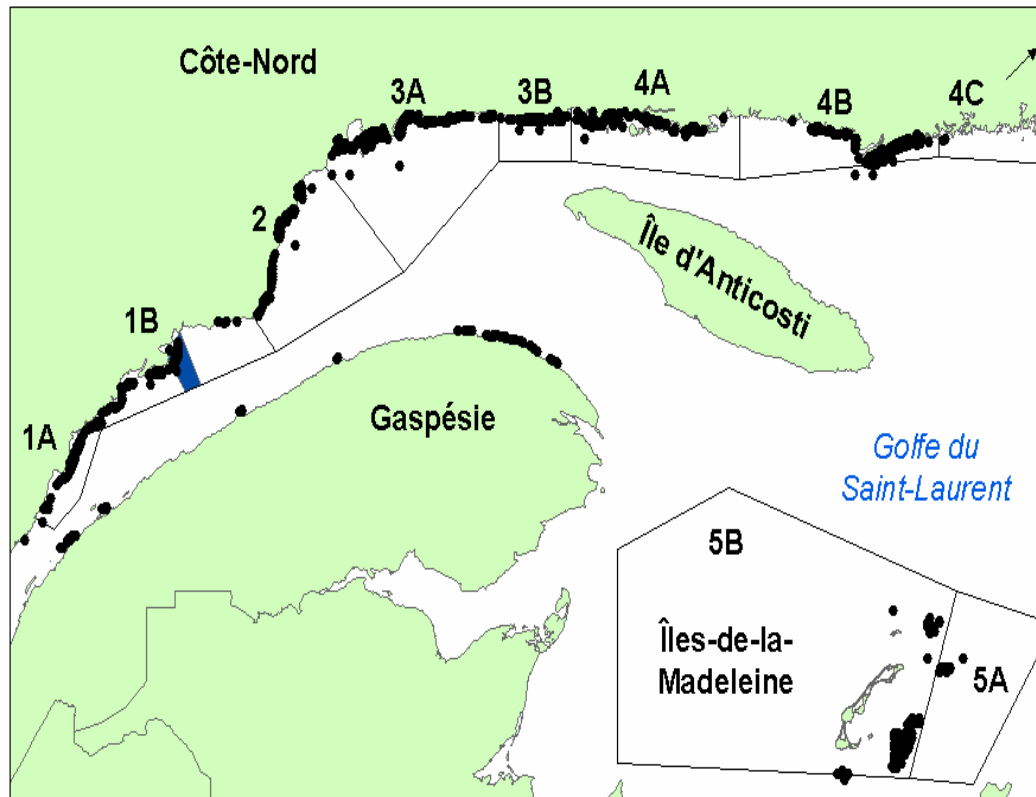 Côte-Nord
3A
3B
4A
4B
4C
2
Île d'Anticosti
1B
1A
Gaspésie
Golfe du
Saint-Laurent
5B
Îles-de-la-
Madeleine
5A